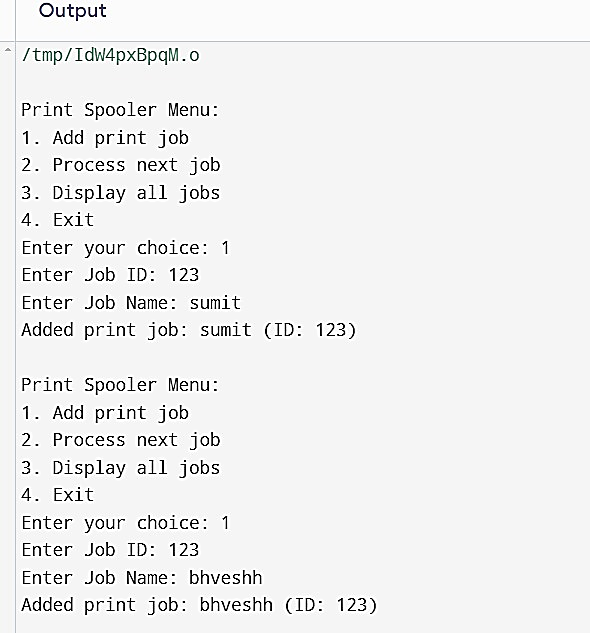 Output
/tmp/IdW4pxBpqM.o
Print Spooler Menu:
1. Add print job
2. Process next job
3. Display all jobs
4. Exit
Enter your choice: 1
Enter Job ID: 123
Enter Job Name: sumit
Added print job: sumit (ID: 123)
Print Spooler Menu:
1. Add print job
2. Process next job
3. Display all jobs
4. Exit
Enter your choice: 1
Enter Job ID: 123
Enter Job Name: bhveshh
Added print job: bhveshh (ID: 123)